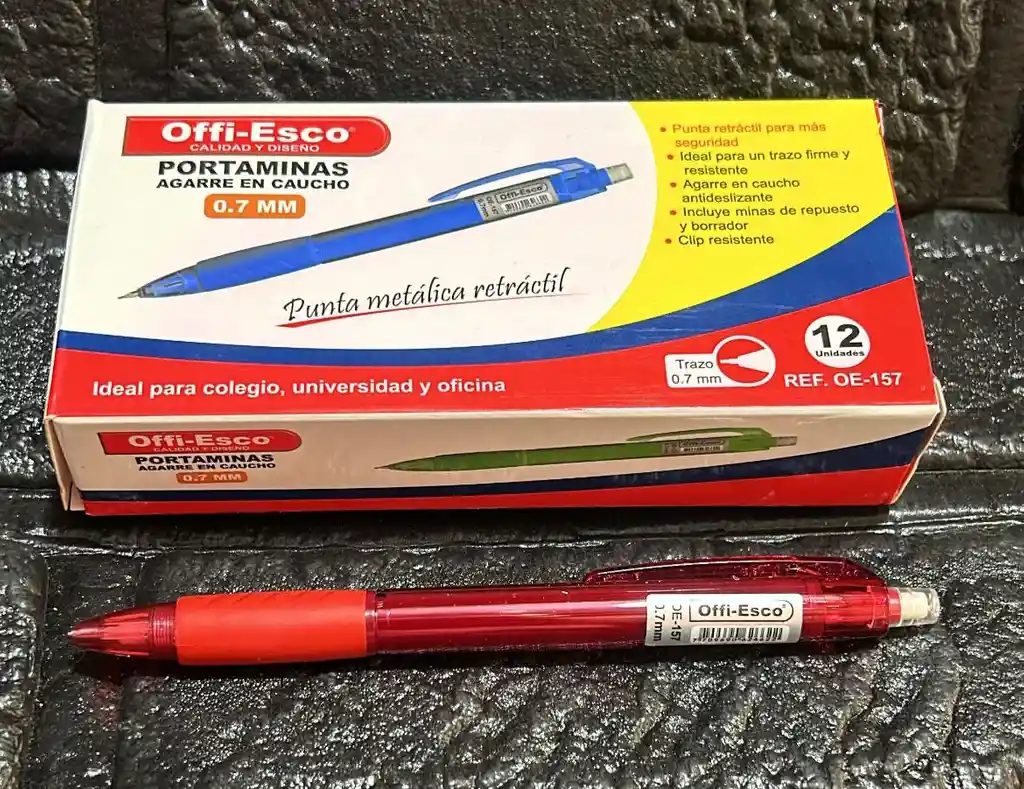 Offi-Esco®
CALIDAD Y DISEÑO
PORTAMINAS
AGARRE EN CAUCHO
0.7 MM
Offi-Esco
0.7mm
Punta metálica retráctil
• Punta retráctil para más
seguridad
• Ideal para un trazo firme y
resistente
• Agarre en caucho
antideslizante
• Incluye minas de repuesto
y borrador
• Clip resistente
Ideal para colegio, universidad y oficina
Trazo
0.7 mm
12
Unidades
REF. OE-157
Offi-Esco®
CALIDAD Y DISEÑO
PORTAMINAS
AGARRE EN CAUCHO
0.7 MM
Offi-Esco®
OE-157
0.7mm